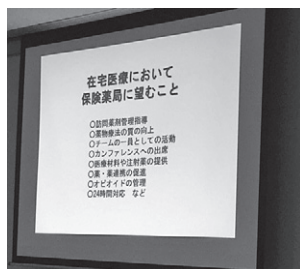 在宅医療において
保険薬局に望むこと
○訪問薬剤管理指導
○薬物療法の質の向上
○チームの一員としての活動
○カンファレンスへの出席
○医療材料や注射薬の提供
○薬・薬連携の促進
○オピオイドの管理
○24時間対応 など